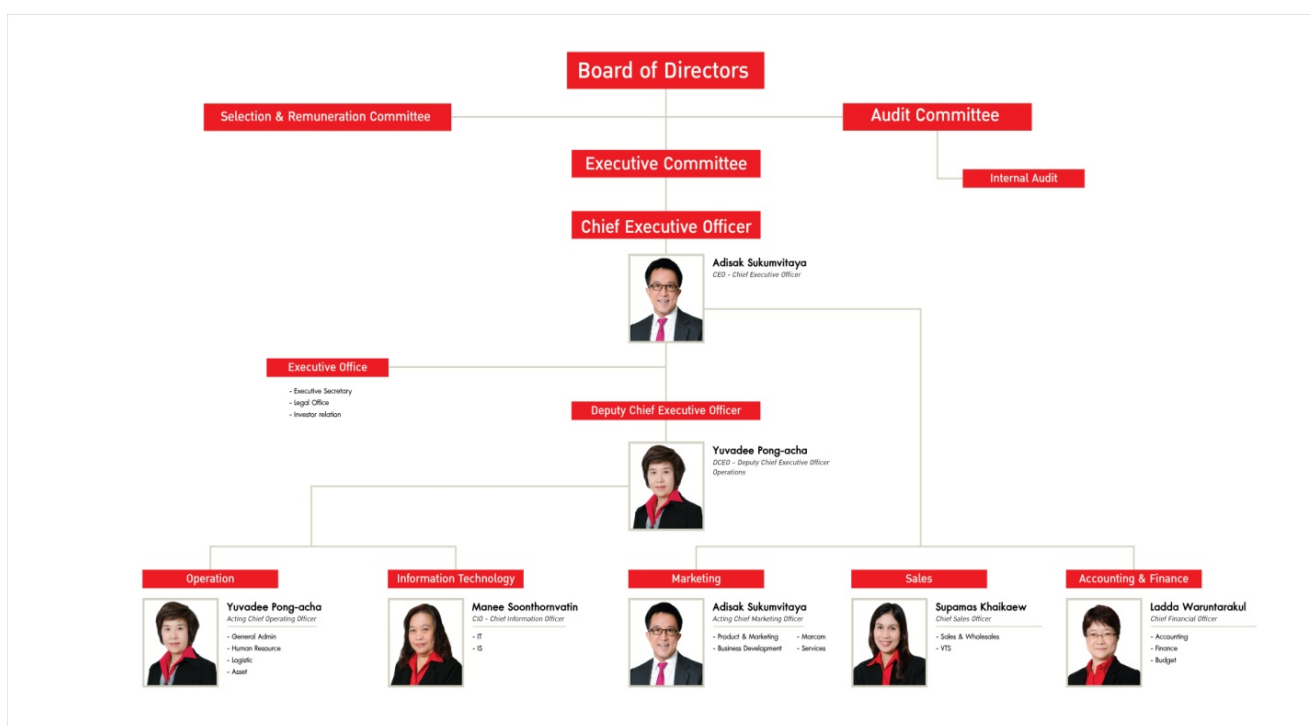 Board of Directors
Selection & Remuneration Committee
Audit Committee
Executive Committee
Internal Audit
Chief Executive Officer
Adisak Sukumvitaya
CEO - Chief Executive Officer
Executive Office
- Executive Secretary
- Legal Office
- Investor relation
Deputy Chief Executive Officer
Yuvadee Pong-acha
DCEO - Deputy Chief Executive Officer
Operations
Operation
Yuvadee Pong-acha
Acting Chief Operating Officer
- General Admin
- Human Resource
- Logistic
- Asset
Information Technology
Manee Soonthornvatin
CIO - Chief Information Officer
- IT
- IS
Marketing
Adisak Sukumvitaya
Acting Chief Marketing Officer
- Product & Marketing - Marcom
- Business Development - Services
Sales
Supamas Khaikaew
Chief Sales Officer
- Sales & Wholesales
- VTS
Accounting & Finance
Ladda Waruntarakul
Chief Financial Officer
- Accounting
- Finance
- Budget